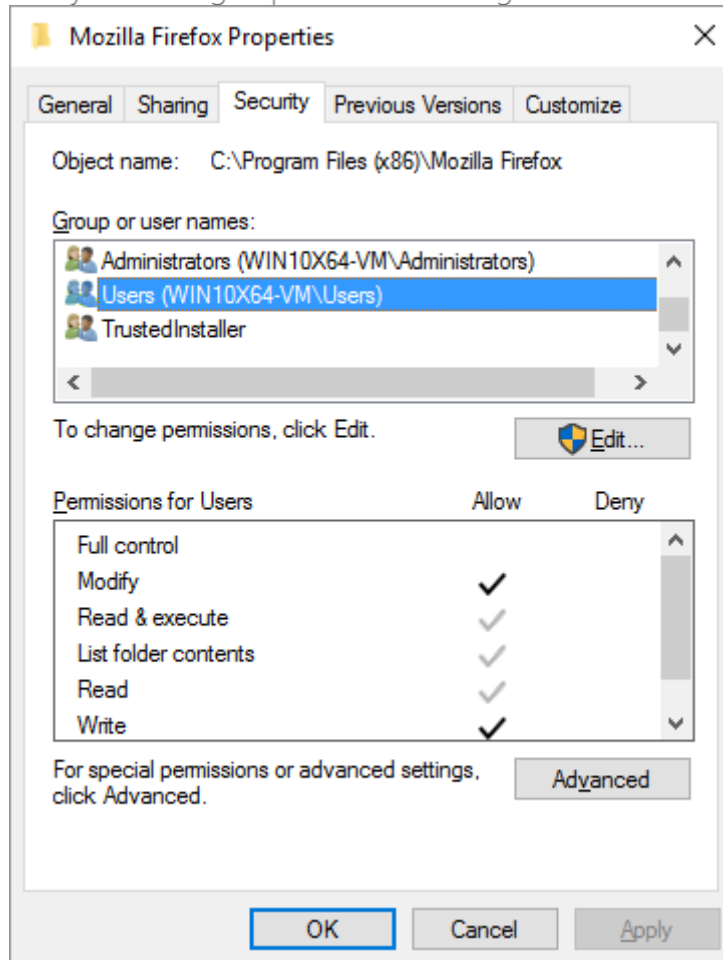 Mozilla Firefox Properties
General Sharing Security Previous Versions Customize
Object name: C:\Program Files (x86)\Mozilla Firefox
Group or user names:
Administrators (WIN10X64-VM\Administrators)
Users (WIN10X64-VM\Users)
TrustedInstaller
To change permissions, click Edit.
Edit...
Permissions for Users Allow Deny
Full control
Modify
Read & execute
List folder contents
Read
Write
For special permissions or advanced settings,
click Advanced.
Advanced
OK Cancel Apply